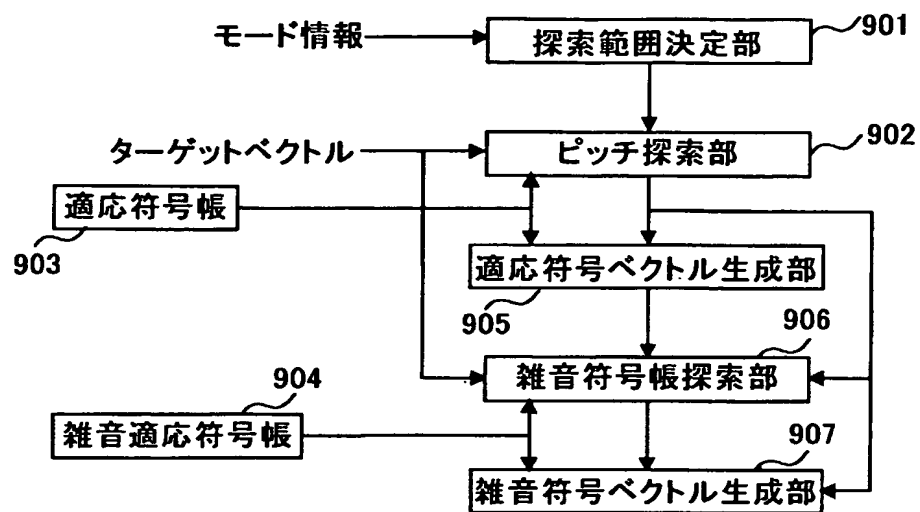 モード情報
探索範囲決定部
901
ターゲットベクトル
ピッチ探索部
902
適応符号帳
903
適応符号ベクトル生成部
905
906
雑音符号帳探索部
904
雑音適応符号帳
907
雑音符号ベクトル生成部